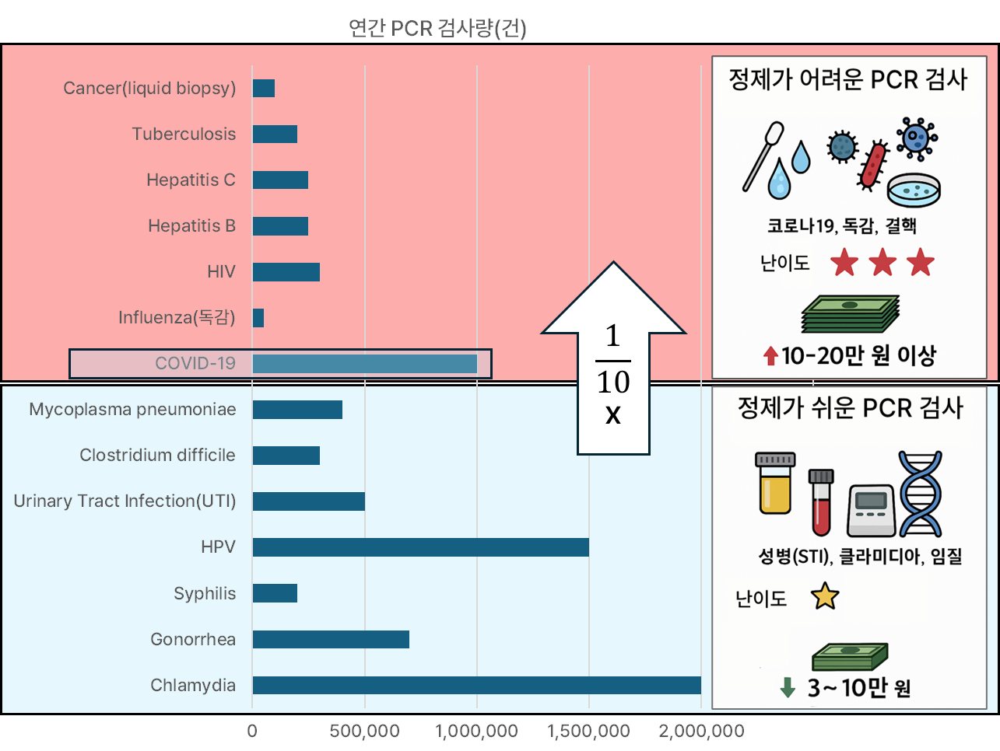 연간 PCR 검사량(건)
Cancer(liquid biopsy)
Tuberculosis
Hepatitis C
Hepatitis B
HIV
Influenza(독감)
COVID-19
Mycoplasma pneumoniae
Clostridium difficile
Urinary Tract Infection(UTI)
HPV
Syphilis
Gonorrhea
Chlamydia
0
500,000
1,000,000
1,500,000
2,000,000
1
10
x
정제가 어려운 PCR 검사
코로나19, 독감, 결핵
난이도
10-20만 원 이상
정제가 쉬운 PCR 검사
성병(STI), 클라미디아, 임질
난이도
3~10만 원